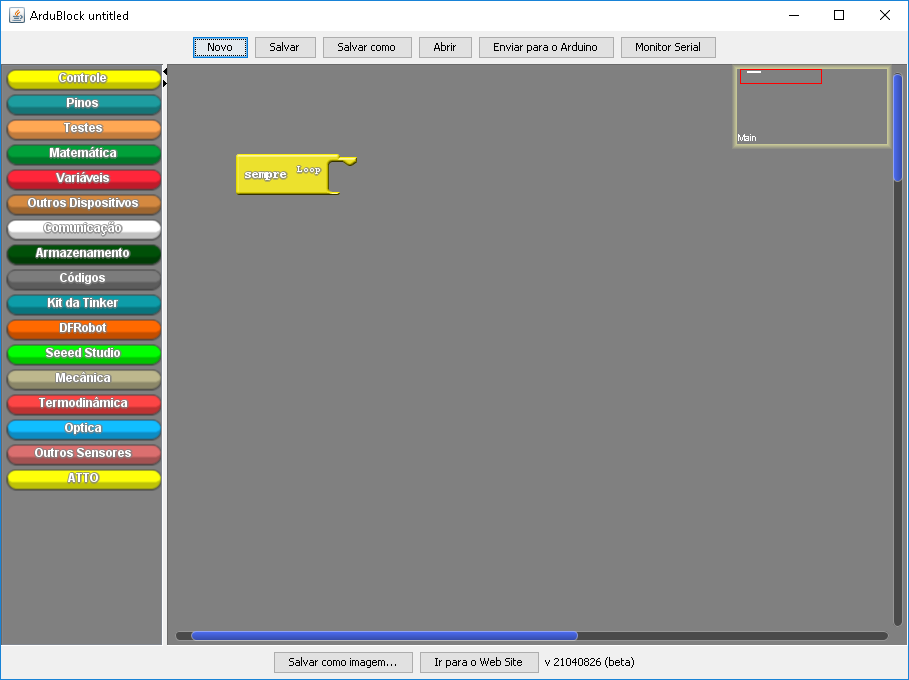 ArduBlock untitled
Novo Salvar Salvar como Abrir Enviar para o Arduino Monitor Serial
Controle
Pinos
Testes
Matemática
Variáveis
Outros Dispositivos
Comunicação
Armazenamento
Códigos
Kit da Tinker
DFRobot
Seeed Studio
Mecánica
Termodinámica
Optica
Outros Sensores
ATTO
sempre Loop
Main
Salvar como imagem... Ir para o Web Site v 21040826 (beta)